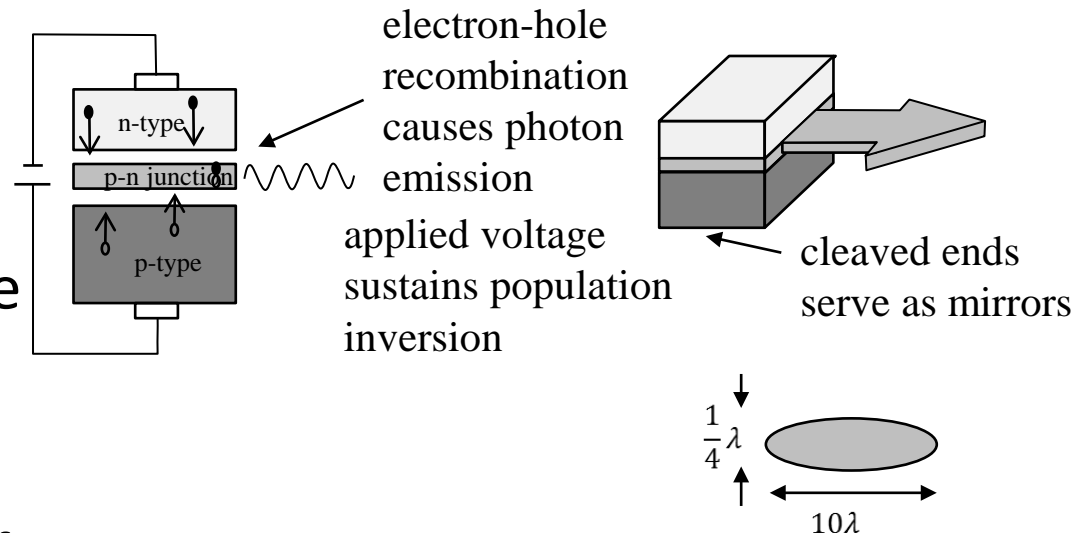 electron-hole
recombination
causes photon
emission
n-type
p-n junction
p-type
applied voltage
sustains population
inversion
cleaved ends
serve as mirrors
e
1/4 λ
10λ